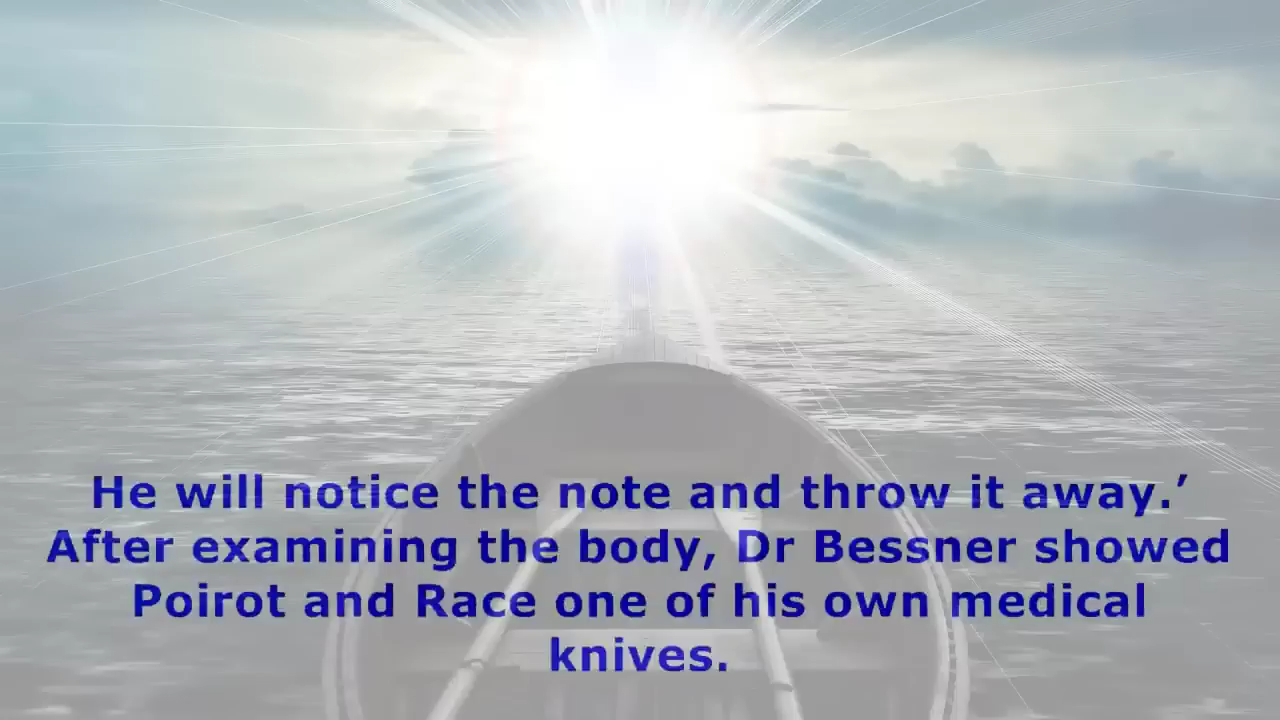 He will notice the note and throw it away.’
After examining the body, Dr Bessner showed
Poirot and Race one of his own medical
knives.